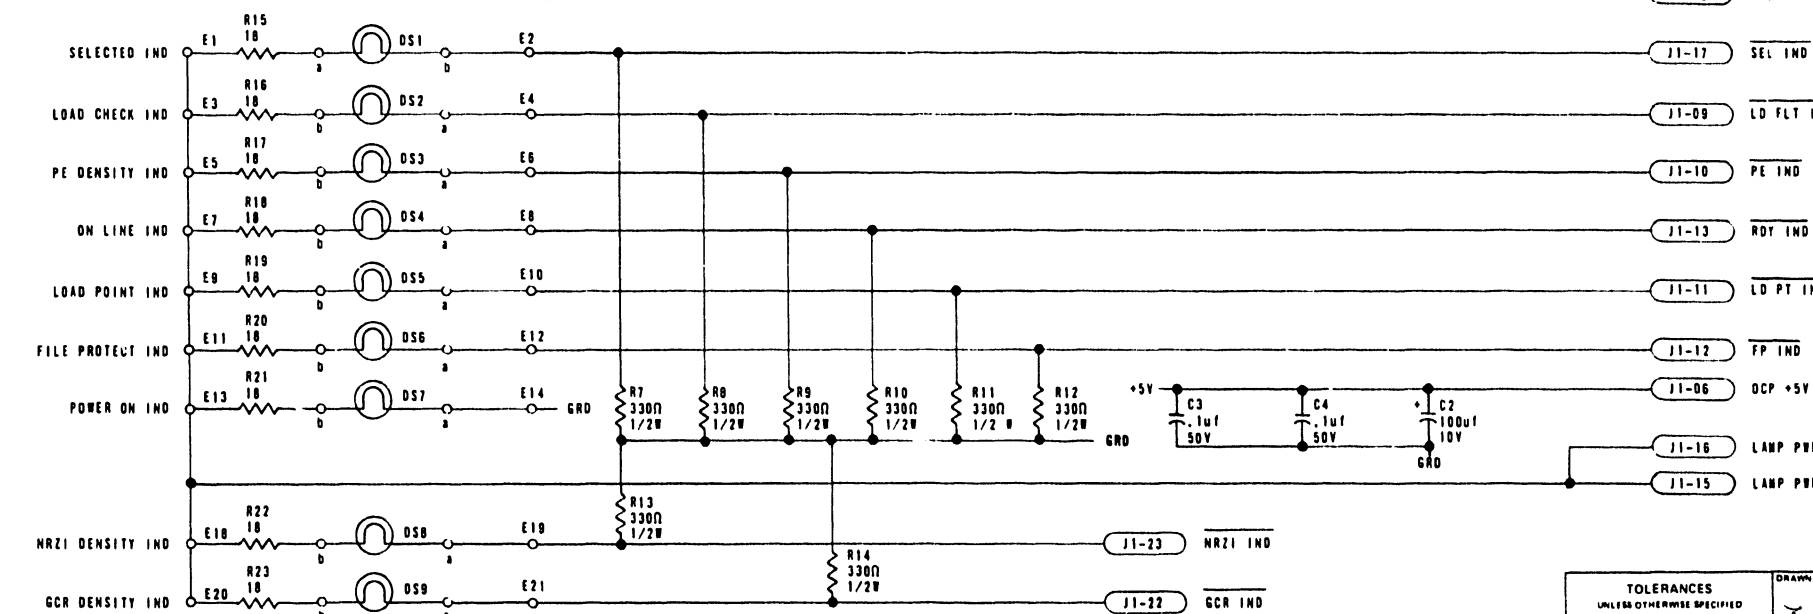 R15
18
SELECTED IND E1 DS1 E2 J1-17 SEL IND
a b
R16
18
LOAD CHECK IND E3 DS2 E4 J1-09 LD FLT
b a
R17
18
PE DENSITY IND E5 DS3 E6 J1-10 PE IND
b a
R18
18
ON LINE IND E7 DS4 E8 J1-13 RDY IND
b a
R19
18
LOAD POINT IND E9 DS5 E10 J1-11 LD PT
b a
R20
18
FILE PROTECT IND E11 DS6 E12 J1-12 FP IND
b a
R21
18
POWER ON IND E13 DS7 E14 GRD
b a
R7
330Ω
1/2W
R8
330Ω
1/2W
R9
330Ω
1/2W
R10
330Ω
1/2W
R11
330Ω
1/2 W
R12
330Ω
1/2W
GRD
+5V J1-06 OCP +5V
C3
.1uf
50V
C4
.1uf
50V
+ C2
100uf
10V
GRD
J1-16 LAMP
J1-15 LAMP
R13
330Ω
1/2W
R22
18
NRZI DENSITY IND E18 DS8 E19 J1-23 NRZI IND
b a
R14
330Ω
1/2W
R23
18
GCR DENSITY IND E20 DS9 E21 J1-22 GCR IND
TOLERANCES
UNLESS OTHERWISE SPECIFIED
DRAWN